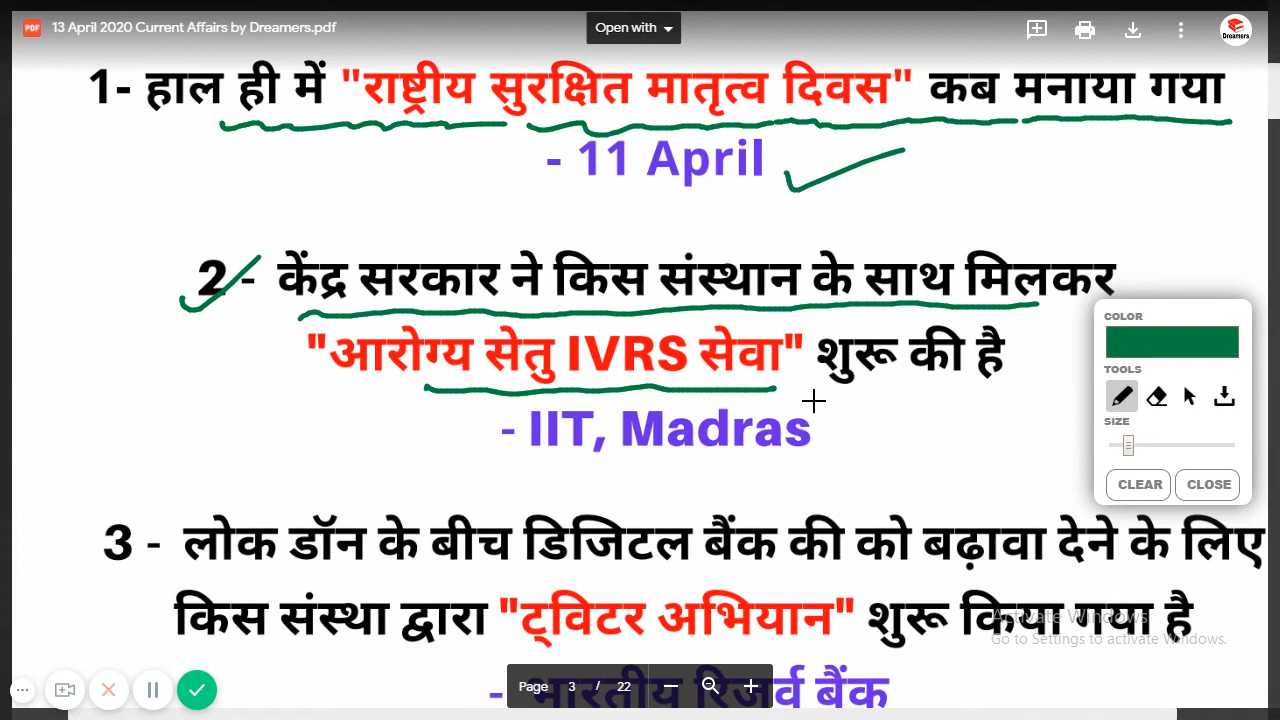 13 April 2020 Current Affairs by Dreamers.pdf
Open with
Dreamers
1- हाल ही में "राष्ट्रीय सुरक्षित मातृत्व दिवस" कब मनाया गया
- 11 April
2 - केंद्र सरकार ने किस संस्थान के साथ मिलकर
"आरोग्य सेतु IVRS सेवा" शुरू की है
- IIT, Madras
COLOR
TOOLS
SIZE
CLEAR CLOSE
3 - लोक डॉन के बीच डिजिटल बैंक की को बढ़ावा देने के लिए
किस संस्था द्वारा "ट्विटर अभियान" शुरू किया गया है
Activate Windows
Go to Settings to activate Windows.
- भारतीय रिजर्व बैंक
Page 3 / 22